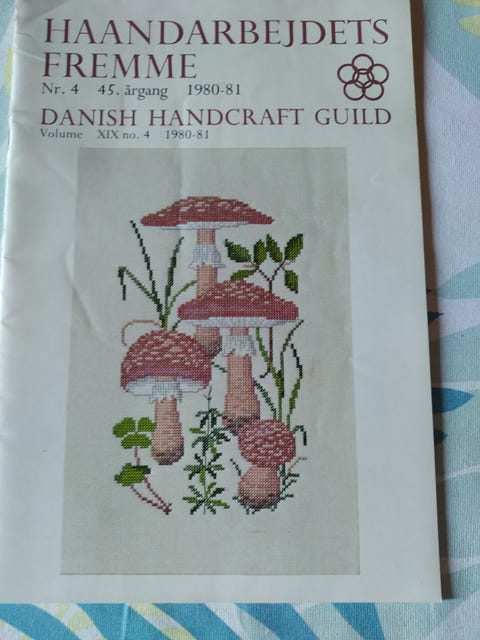 HAANDARBEJDETS
FREMME
Nr. 4 45. årgang 1980-81
DANISH HANDCRAFT GUILD
Volume XIX no. 4 1980-81